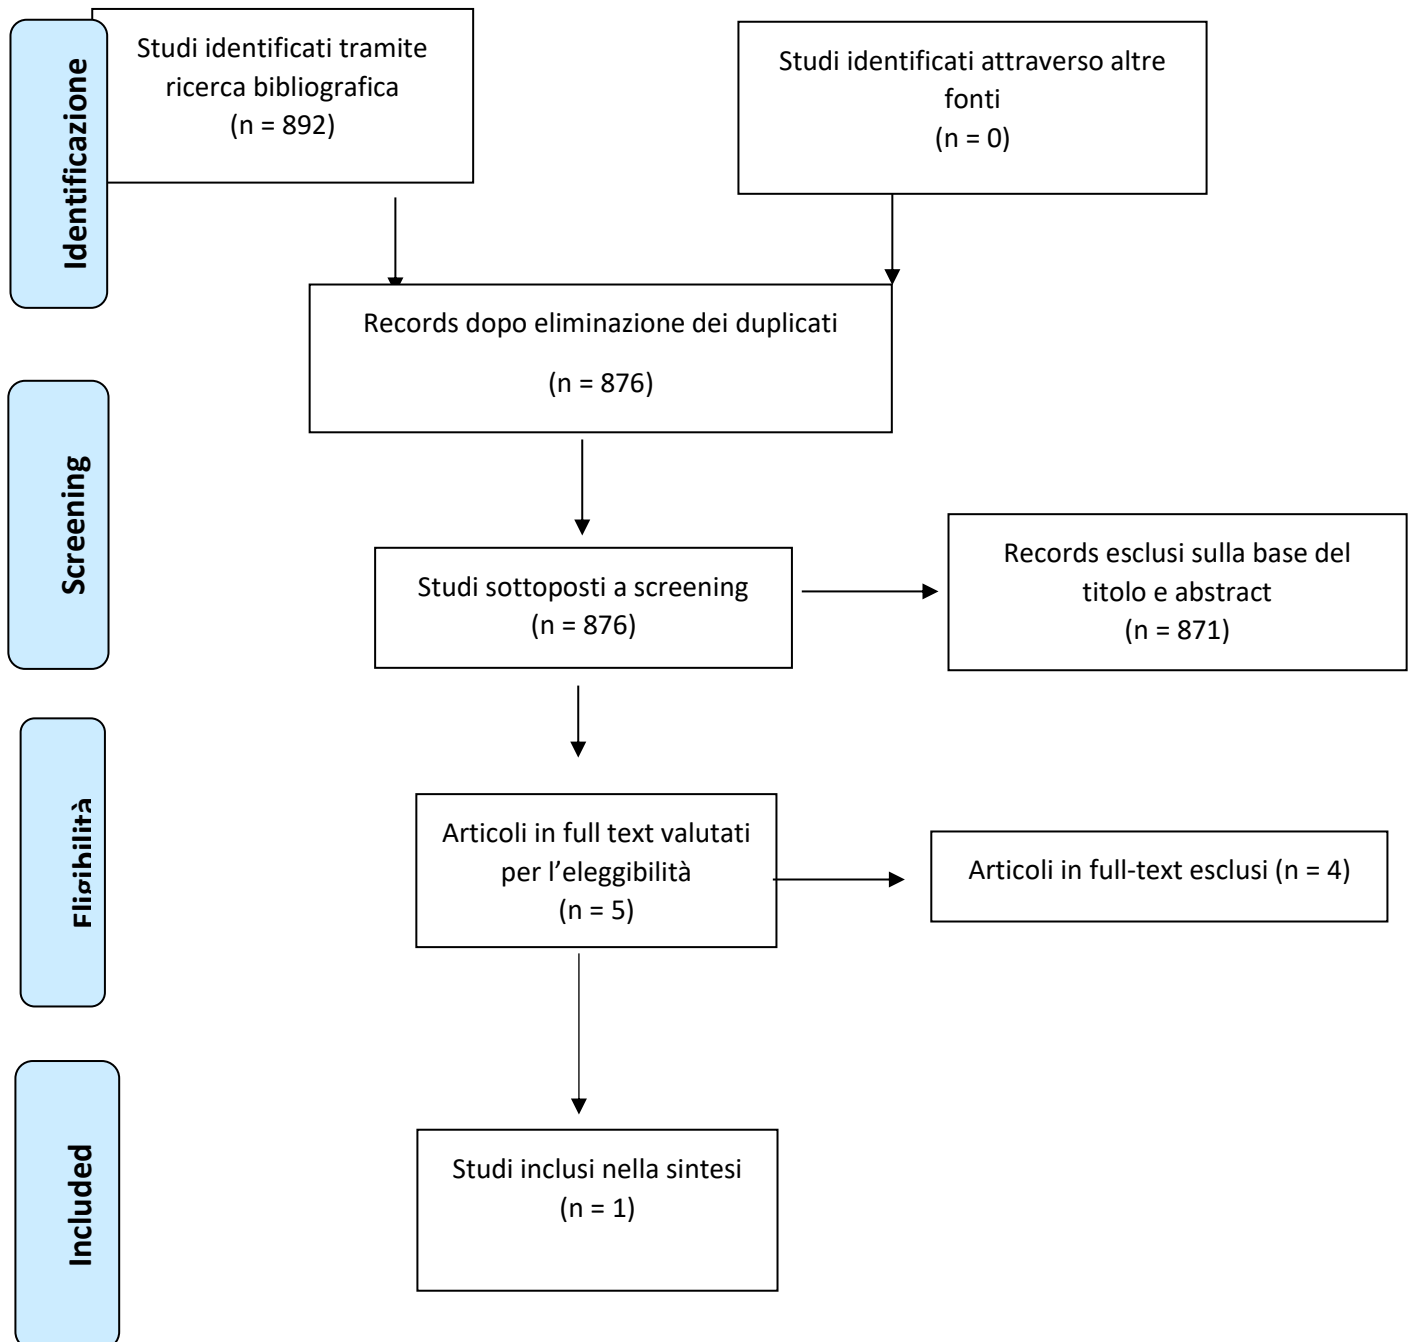 Identificazione
Studi identificati tramite
ricerca bibliografica
(n = 892)
Studi identificati attraverso altre
fonti
(n = 0)
Records dopo eliminazione dei duplicati
(n = 876)
Screening
Studi sottoposti a screening
(n = 876)
Records esclusi sulla base del
titolo e abstract
(n = 871)
Eligibilità
Articoli in full text valutati
per l’eleggibilità
(n = 5)
Articoli in full-text esclusi (n = 4)
Included
Studi inclusi nella sintesi
(n = 1)